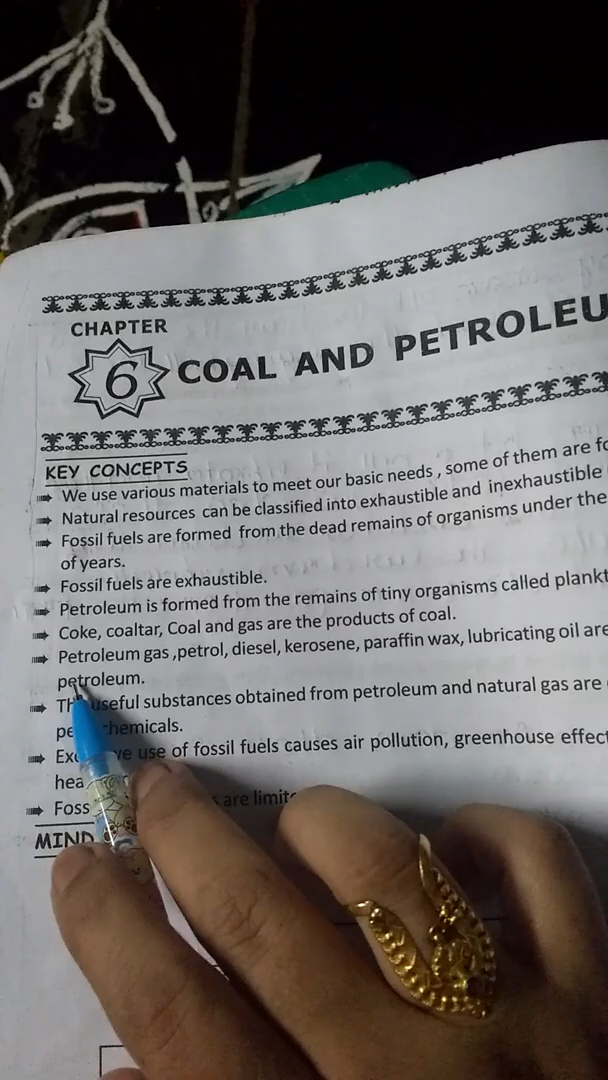 CHAPTER
6 COAL AND PETROLEU
KEY CONCEPTS
We use various materials to meet our basic needs , some of them are fo
Natural resources can be classified into exhaustible and inexhaustible
Fossil fuels are formed from the dead remains of organisms under the
of years.
Fossil fuels are exhaustible.
Petroleum is formed from the remains of tiny organisms called plankt
Coke, coaltar, Coal and gas are the products of coal.
Petroleum gas ,petrol, diesel, kerosene, paraffin wax, lubricating oil are
petroleum.
useful substances obtained from petroleum and natural gas are
hemicals.
use of fossil fuels causes air pollution, greenhouse effect
hea
Foss are limit
MIND